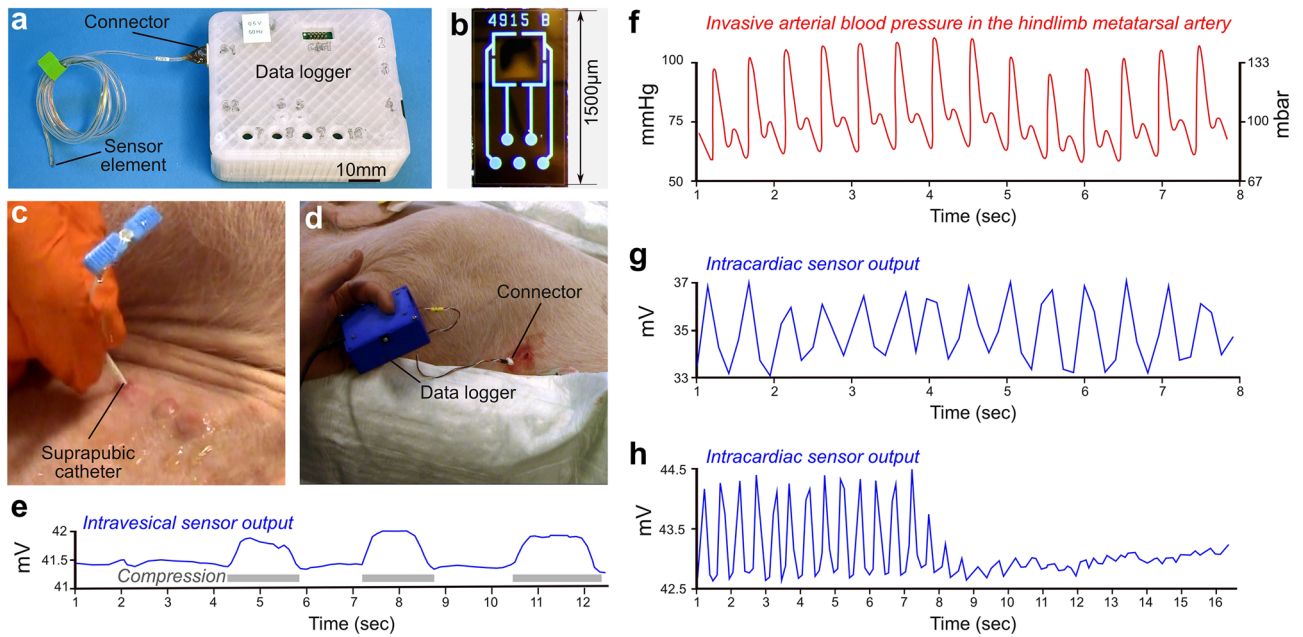 a
Connector
0.5 V
50 Hz
Data logger
Sensor
element
10mm
b
4915 B
1500µm
c
Suprapubic
catheter
d
Connector
Data logger
e
Intravesical sensor output
mV
42
41.5
41
Compression
1 2 3 4 5 6 7 8 9 10 11 12
Time (sec)
f
Invasive arterial blood pressure in the hindlimb metatarsal artery
mmHg
100
75
50
133
100
67
mbar
1 2 3 4 5 6 7 8
Time (sec)
g
Intracardiac sensor output
mV
37
35
33
1 2 3 4 5 6 7 8
Time (sec)
h
Intracardiac sensor output
mV
44.5
43.5
42.5
1 2 3 4 5 6 7 8 9 10 11 12 13 14 15 16
Time (sec)